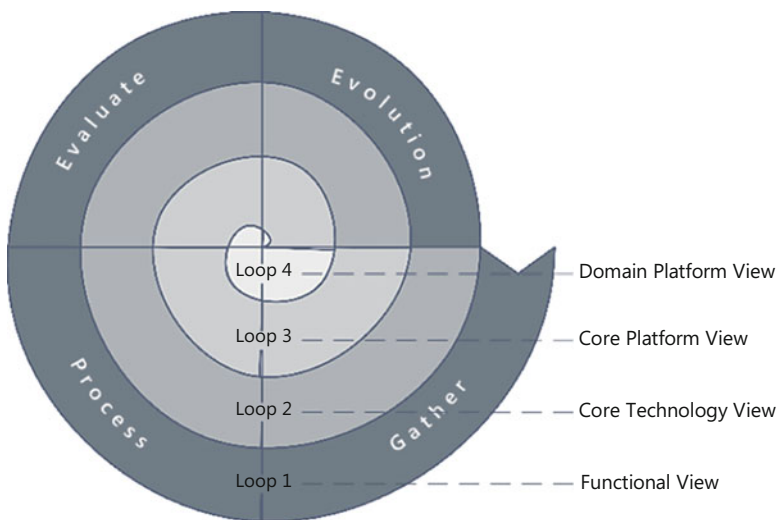 Evaluate
Evolution
Loop 4
Domain Platform View
Loop 3
Core Platform View
Process
Gather
Loop 2
Core Technology View
Loop 1
Functional View